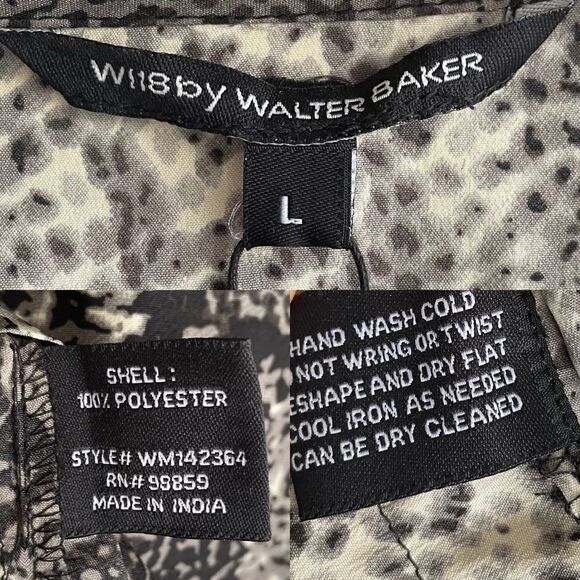 W118 by WALTER BAKER
L
SHELL:
100% POLYESTER
STYLE# WM142364
RN# 98859
MADE IN INDIA
HAND WASH COLD
NOT WRING OR TWIST
ESHAPE AND DRY FLAT
COOL IRON AS NEEDED
CAN BE DRY CLEANED